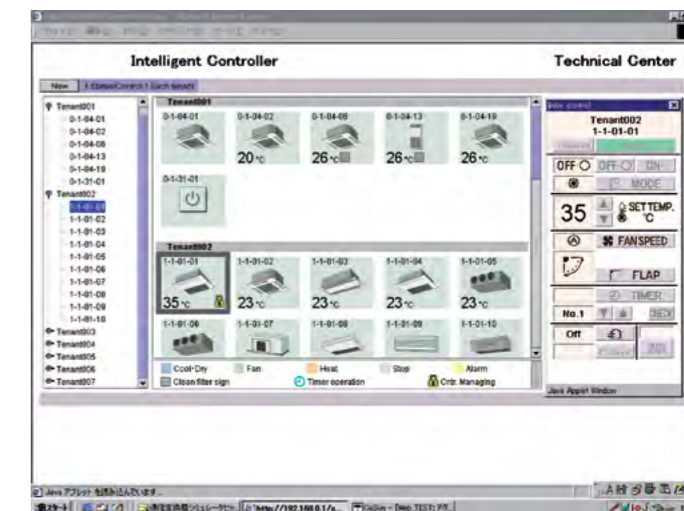 Intelligent Controller
Technical Center
New
Tenant001
0-1-04-01
0-1-04-02
0-1-04-08
0-1-04-13
0-1-04-19
0-1-31-01
Tenant002
1-1-01-01
1-1-01-02
1-1-01-03
1-1-01-04
1-1-01-05
1-1-01-06
1-1-01-07
1-1-01-08
1-1-01-09
1-1-01-10
Tenant003
Tenant004
Tenant005
Tenant006
Tenant007
Tenant001
0-1-04-01 0-1-04-02 0-1-04-08 0-1-04-13 0-1-04-19
20℃ 26℃ 26℃ 26℃
0-1-31-01
Tenant002
1-1-01-01 1-1-01-02 1-1-01-03 1-1-01-04 1-1-01-05
35℃ 23℃ 23℃ 23℃ 23℃
1-1-01-06 1-1-01-07 1-1-01-08 1-1-01-09 1-1-01-10
Cool·Dry Fan Heat Stop Alarm
Clean filter sign Timer operation Cntr. Managing
Tenant002
1-1-01-01
OFF OFF ON
MODE
35 SET TEMP. ℃
FAN SPEED
FLAP
TIMER
No.1
Off
Java Applet Window
http://192.168.0.1/